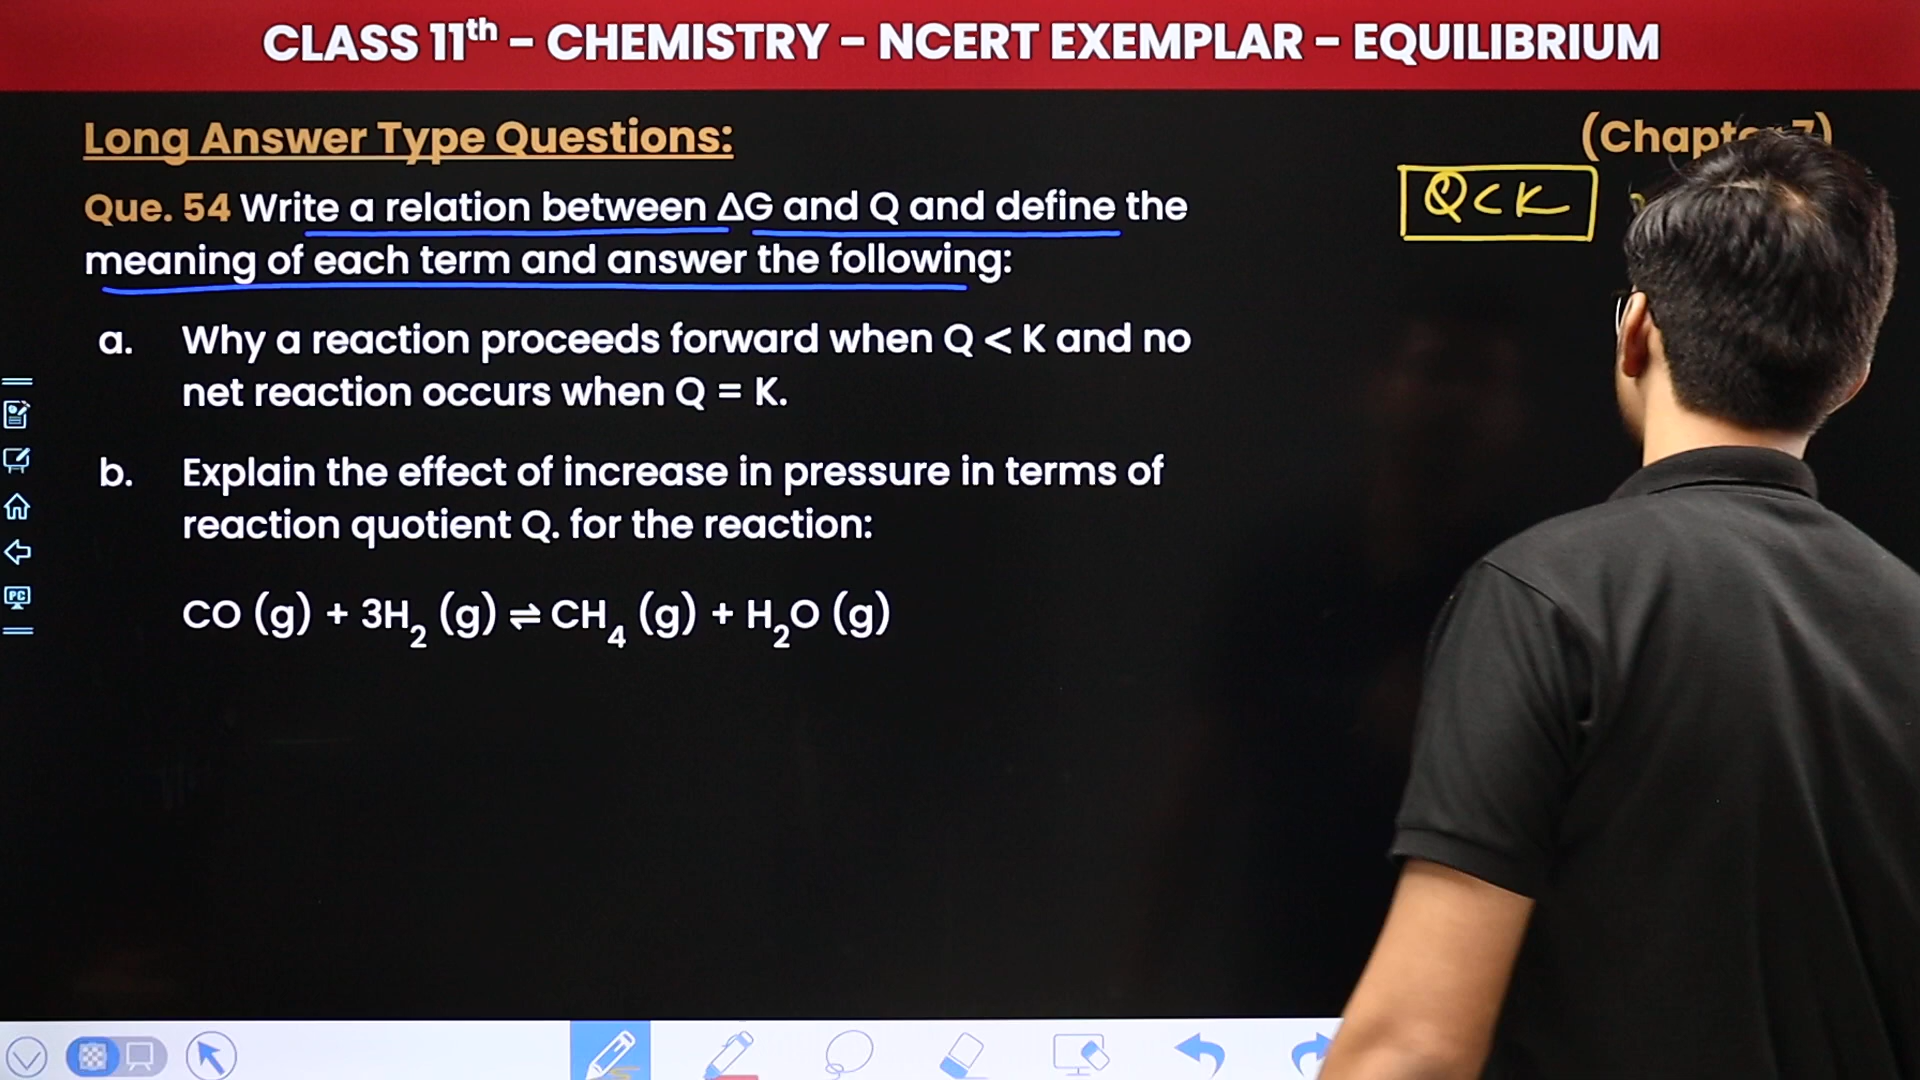 CLASS 11th - CHEMISTRY - NCERT EXEMPLAR - EQUILIBRIUM
Long Answer Type Questions:
Q < K
Que. 54 Write a relation between ΔG and Q and define the
meaning of each term and answer the following:
a. Why a reaction proceeds forward when Q < K and no
net reaction occurs when Q = K.
b. Explain the effect of increase in pressure in terms of
reaction quotient Q. for the reaction:
CO (g) + 3H₂ (g) ⇌ CH₄ (g) + H₂O (g)
PC